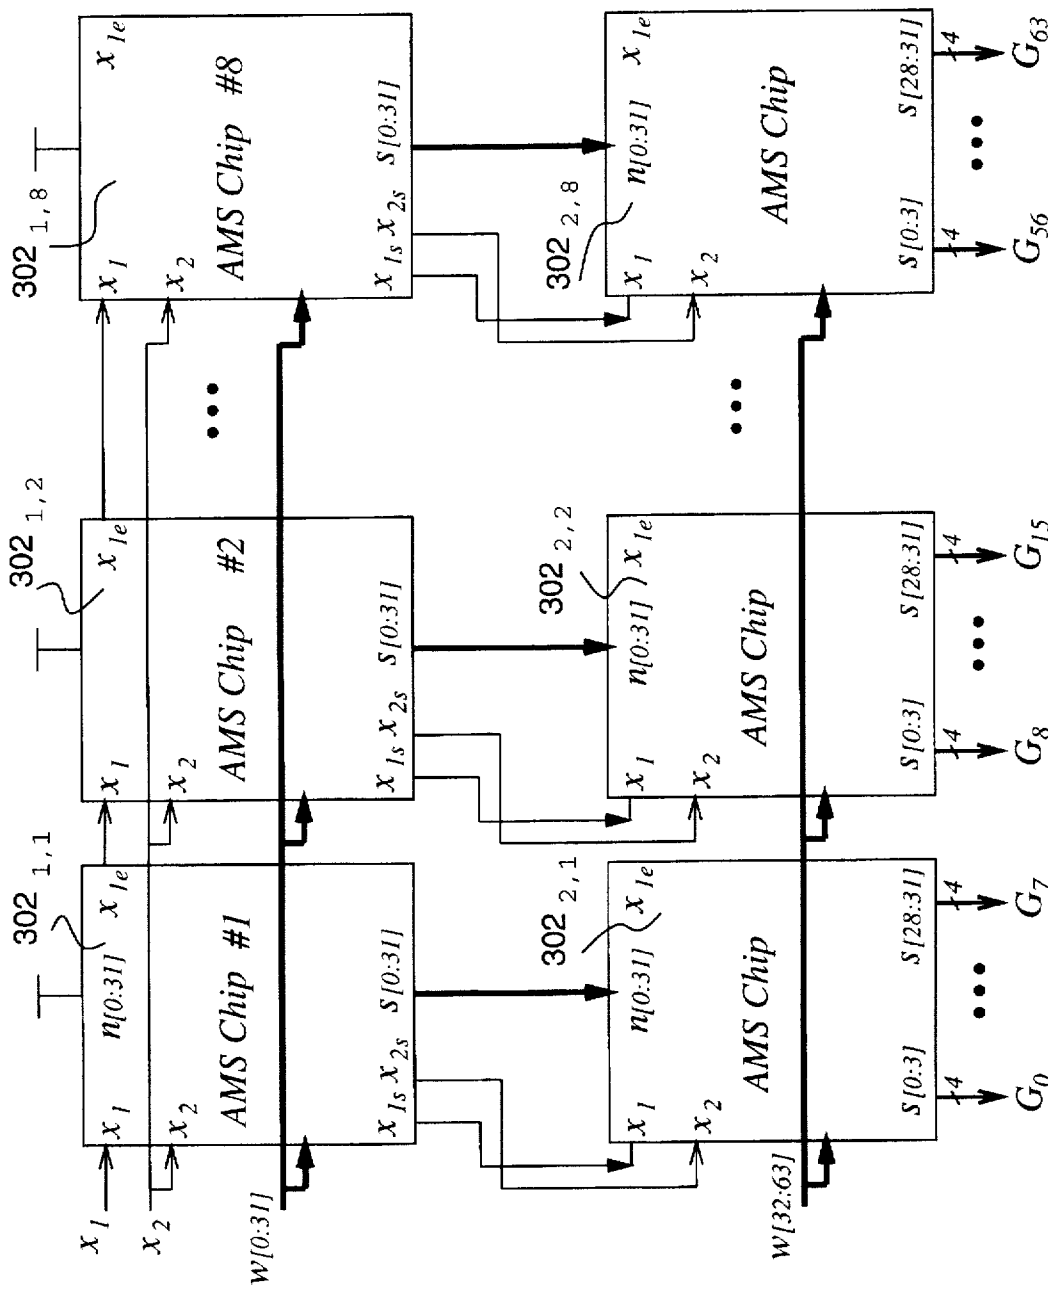 302 1,1
302 1,2
302 1,8
x1
n[0:31]
x1e
x1
x1e
x1
x1e
x2
x2
x2
x2
AMS Chip #1
AMS Chip #2
AMS Chip #8
w[0:31]
x1s x2s s[0:31]
x1s x2s s[0:31]
x1s x2s s[0:31]
302 2,1
302 2,2
302 2,8
x1
n[0:31]
x1e
x1
n[0:31]
x1e
x1
n[0:31]
x1e
x2
x2
x2
AMS Chip
AMS Chip
AMS Chip
w[32:63]
s[0:3]
s[28:31]
s[0:3]
s[28:31]
s[0:3]
s[28:31]
4
4
4
4
4
4
G0
G7
G8
G15
G56
G63
x1